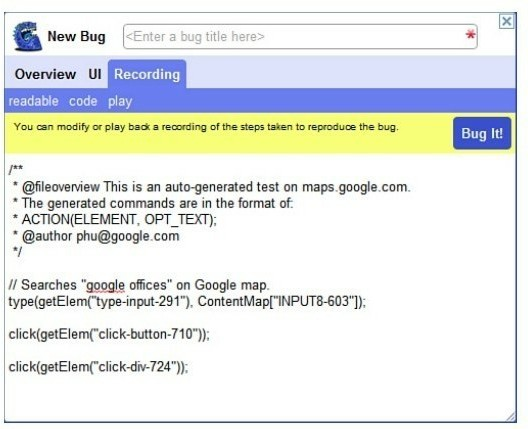 New Bug <Enter a bug title here> *
Overview UI Recording
readable code play
You can modify or play back a recording of the steps taken to reproduce the bug. Bug It!
/**
* @fileoverview This is an auto-generated test on maps.google.com.
* The generated commands are in the format of:
* ACTION(ELEMENT, OPT_TEXT);
* @author phu@google.com
*/
// Searches "google offices" on Google map.
type(getElem("type-input-291"), ContentMap["INPUT8-603"]);
click(getElem("click-button-710"));
click(getElem("click-div-724"));